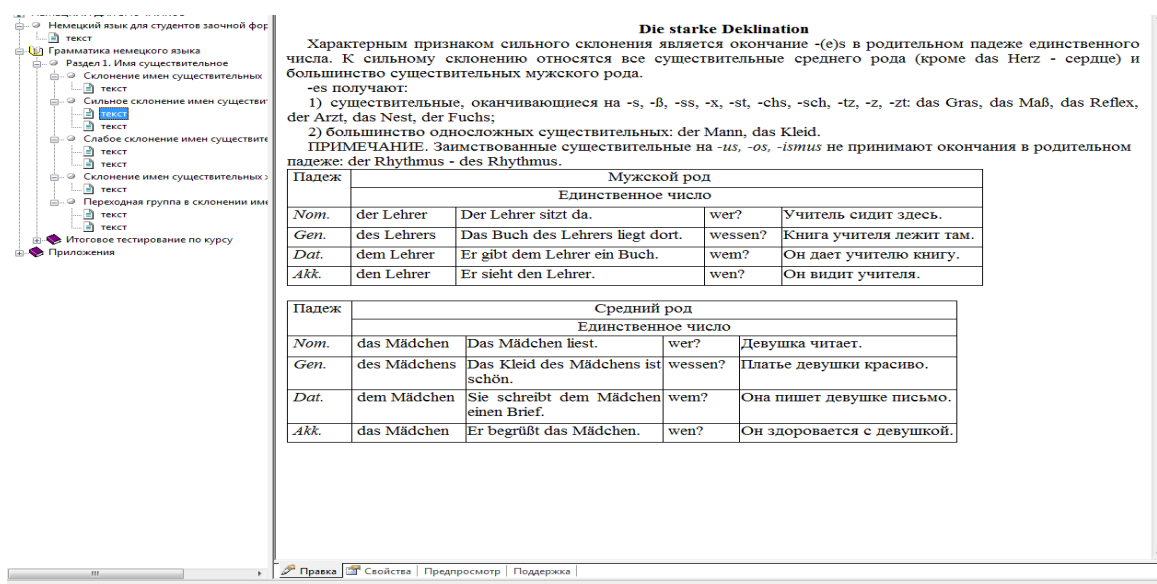 Немецкий язык для студентов заочной фор
текст
Грамматика немецкого языка
Раздел 1. Имя существительное
Склонение имен существительных
текст
Сильное склонение имен существит
текст
текст
Слабое склонение имен существите
текст
текст
Склонение имен существительных
текст
Переходная группа в склонении име
текст
текст
Итоговое тестирование по курсу
Приложения
Die starke Deklination
Характерным признаком сильного склонения является окончание -(e)s в родительном падеже единственного
числа. К сильному склонению относятся все существительные среднего рода (кроме das Herz - сердце) и
большинство существительных мужского рода.
-es получают:
1) существительные, оканчивающиеся на -s, -ß, -ss, -x, -st, -chs, -sch, -tz, -z, -zt: das Gras, das Maß, das Reflex,
der Arzt, das Nest, der Fuchs;
2) большинство односложных существительных: der Mann, das Kleid.
ПРИМЕЧАНИЕ. Заимствованные существительные на -us, -os, -ismus не принимают окончания в родительном
падеже: der Rhythmus - des Rhythmus.
Падеж Мужской род
Единственное число
Nom. der Lehrer Der Lehrer sitzt da. wer? Учитель сидит здесь.
Gen. des Lehrers Das Buch des Lehrers liegt dort. wessen? Книга учителя лежит там.
Dat. dem Lehrer Er gibt dem Lehrer ein Buch. wem? Он дает учителю книгу.
Akk. den Lehrer Er sieht den Lehrer. wen? Он видит учителя.
Падеж Средний род
Единственное число
Nom. das Mädchen Das Mädchen liest. wer? Девушка читает.
Gen. des Mädchens Das Kleid des Mädchens ist wessen? Платье девушки красиво.
schön.
Dat. dem Mädchen Sie schreibt dem Mädchen wem? Она пишет девушке письмо.
einen Brief.
Akk. das Mädchen Er begrüßt das Mädchen. wen? Он здоровается с девушкой.
Правка Свойства Предпросмотр Поддержка